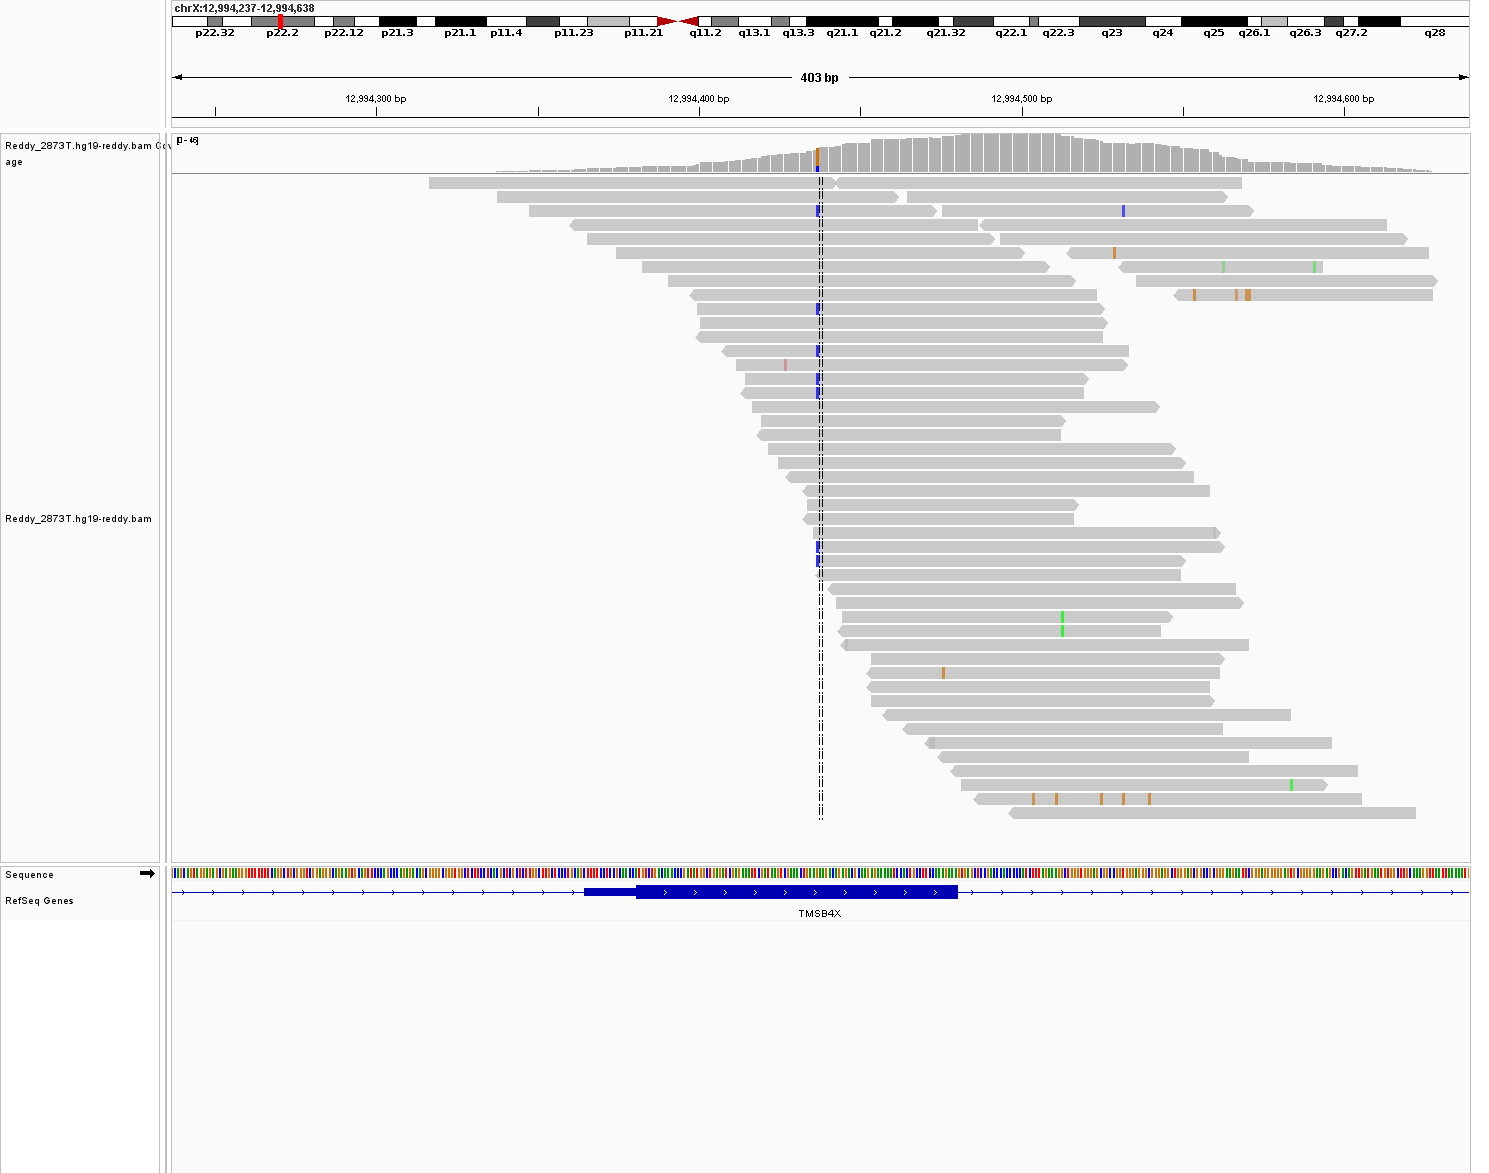 chrX:12,994,237-12,994,638
p22.32 p22.2 p22.12 p21.3 p21.1 p11.4 p11.23 p11.21 q11.2 q13.1 q13.3 q21.1 q21.2 q21.32 q22.1 q22.3 q23 q24 q25 q26.1 q26.3 q27.2 q28
403 bp
12,994,300 bp 12,994,400 bp 12,994,500 bp 12,994,600 bp
Reddy_2873T.hg19-reddy.bam Cov
age
[0 - 46]
Reddy_2873T.hg19-reddy.bam
Sequence
RefSeq Genes
TMSB4X